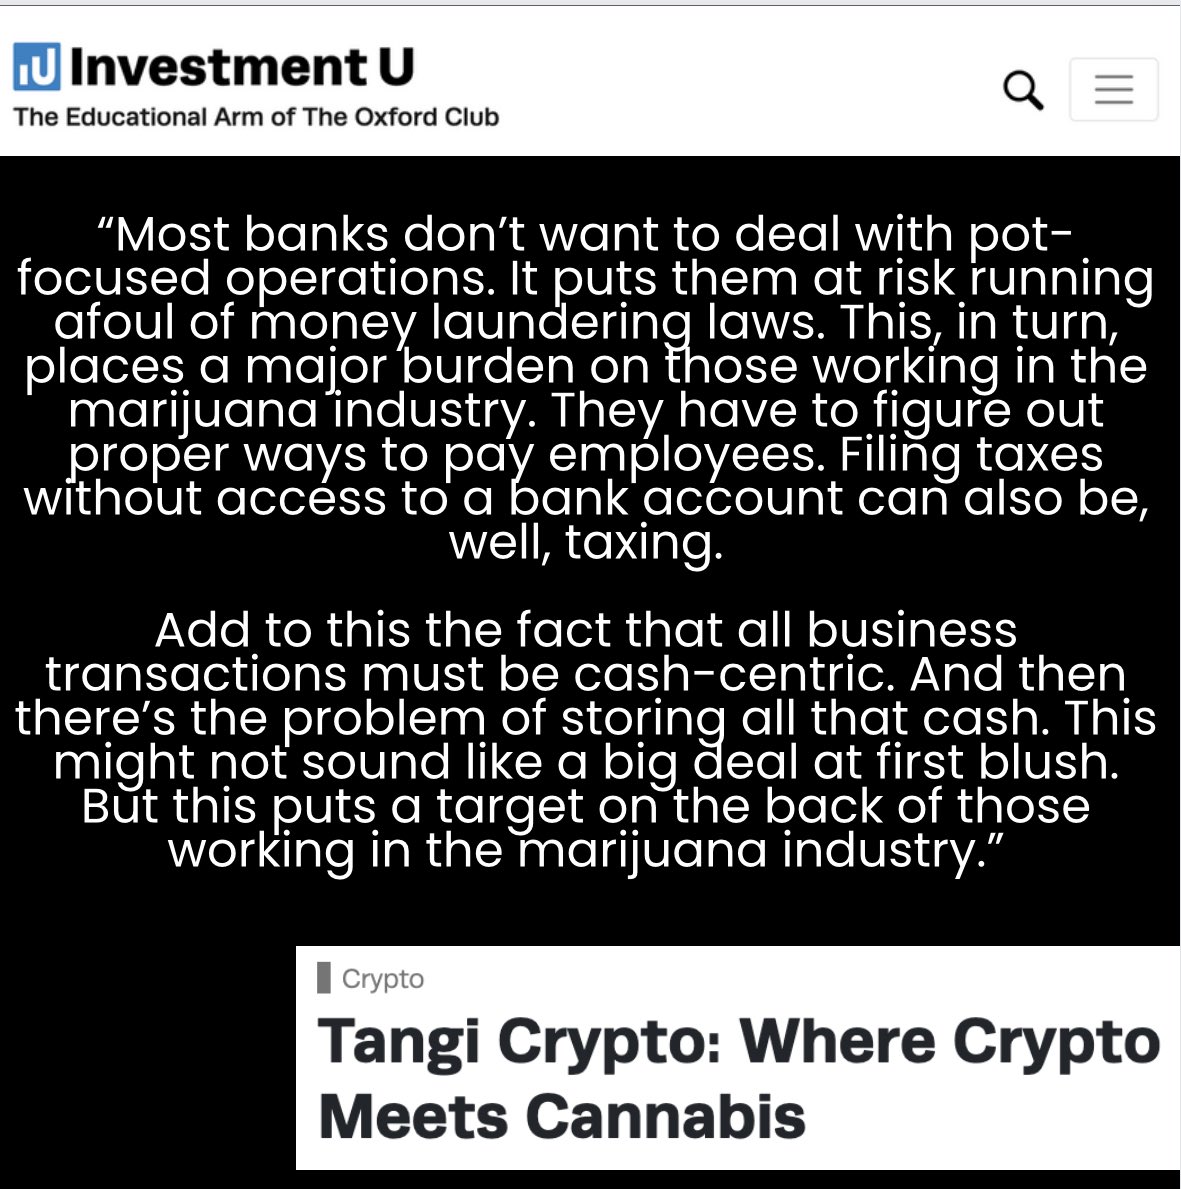 iU Investment U
The Educational Arm of The Oxford Club
“Most banks don’t want to deal with pot-
focused operations. It puts them at risk running
afoul of money laundering laws. This, in turn,
places a major burden on those working in the
marijuana industry. They have to figure out
proper ways to pay employees. Filing taxes
without access to a bank account can also be,
well, taxing.
Add to this the fact that all business
transactions must be cash-centric. And then
there’s the problem of storing all that cash. This
might not sound like a big deal at first blush.
But this puts a target on the back of those
working in the marijuana industry.”
Crypto
Tangi Crypto: Where Crypto
Meets Cannabis